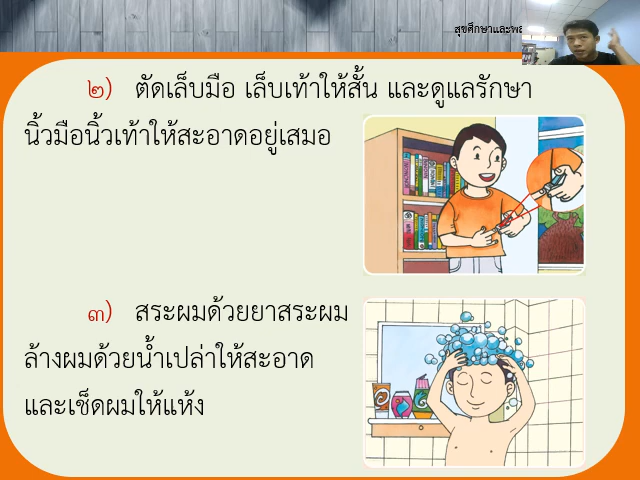 สุขศึกษาและพล
๒) ตัดเล็บมือ เล็บเท้าให้สั้น และดูแลรักษา
นิ้วมือนิ้วเท้าให้สะอาดอยู่เสมอ
๓) สระผมด้วยยาสระผม
ล้างผมด้วยน้ำเปล่าให้สะอาด
และเช็ดผมให้แห้ง